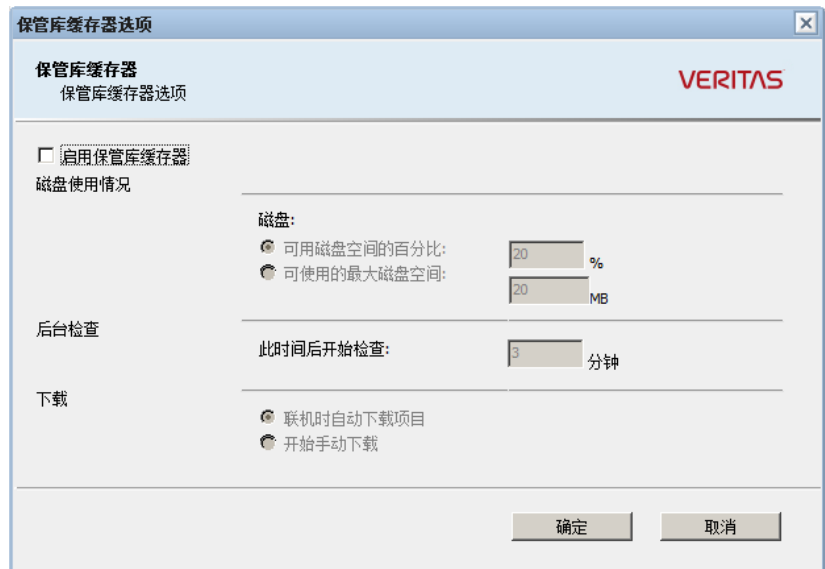 保管库缓存器选项
保管库缓存器
保管库缓存器选项
VERITAS
启用保管库缓存器
磁盘使用情况
磁盘:
可用磁盘空间的百分比: 20 %
可使用的最大磁盘空间: 20 MB
后台检查
此时间后开始检查: 3 分钟
下载
联机时自动下载项目
开始手动下载
确定 取消